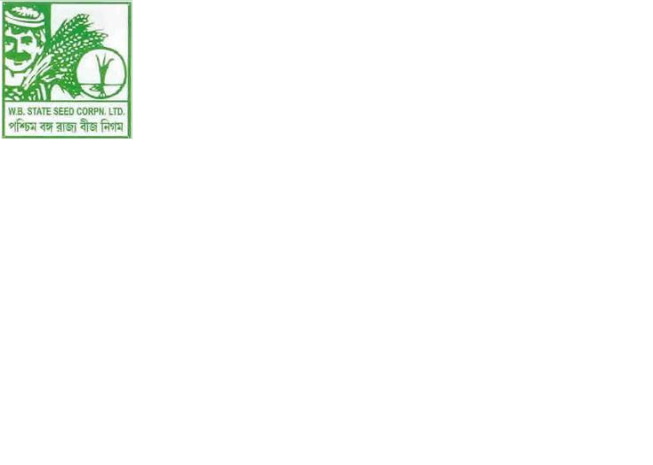 W.B. STATE SEED CORPN. LTD.
পশ্চিম বঙ্গ রাজ্য বীজ নিগম